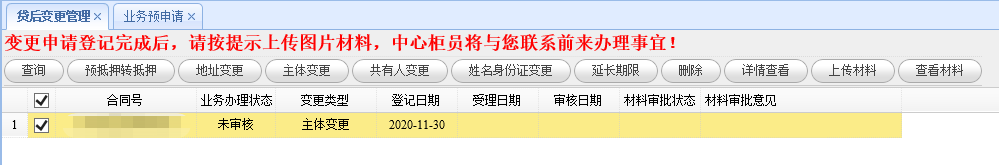 贷后变更管理 × 业务预申请 ×
变更申请登记完成后，请按提示上传图片材料，中心柜员将与您联系前来办理事宜！
查询 预抵押转抵押 地址变更 主体变更 共有人变更 姓名身份证变更 延长期限 删除 详情查看 上传材料 查看材料
合同号 业务办理状态 变更类型 登记日期 受理日期 审核日期 材料审批状态 材料审批意见
1 未审核 主体变更 2020-11-30